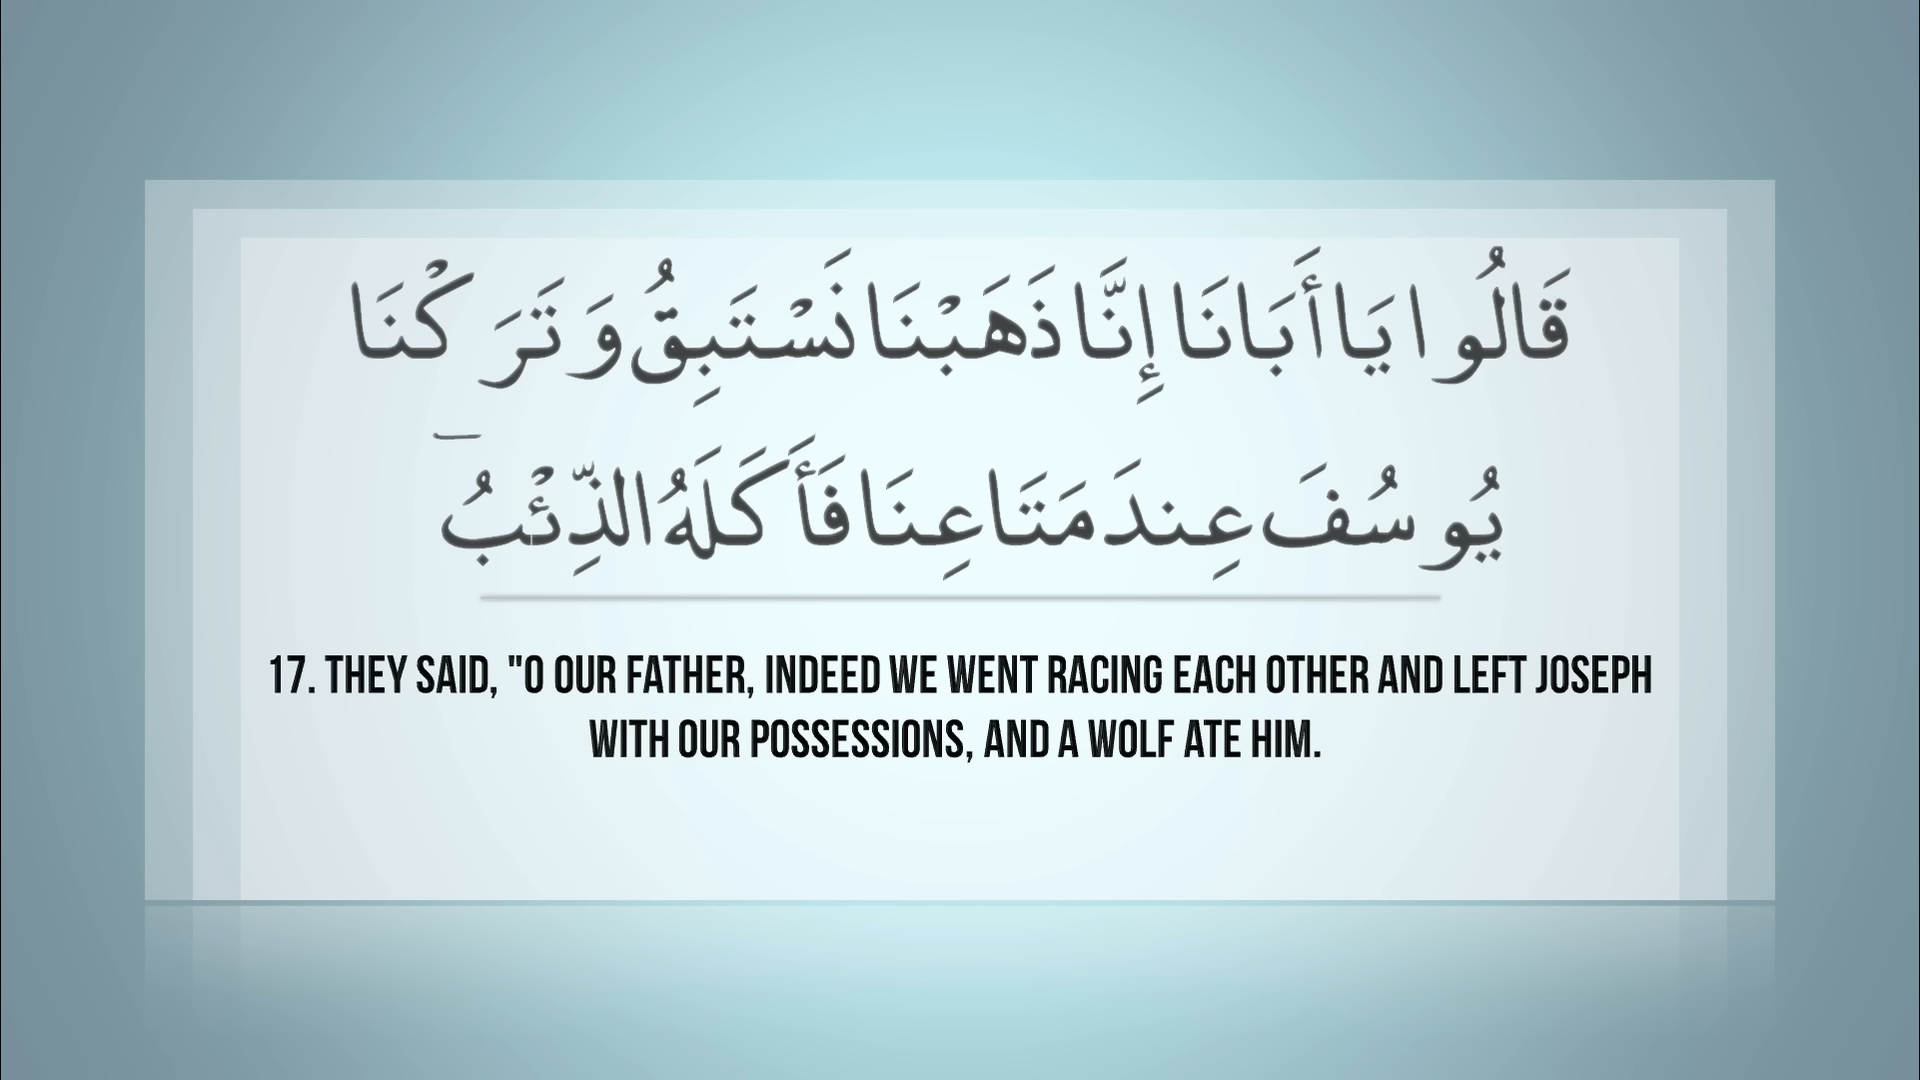 قَالُوا يَا أَبَانَا إِنَّا ذَهَبْنَا نَسْتَبِقُ وَتَرَكْنَا
يُوسُفَ عِندَ مَتَاعِنَا فَأَكَلَهُ الذِّئْبُ ۖ
17. THEY SAID, "O OUR FATHER, INDEED WE WENT RACING EACH OTHER AND LEFT JOSEPH
WITH OUR POSSESSIONS, AND A WOLF ATE HIM.